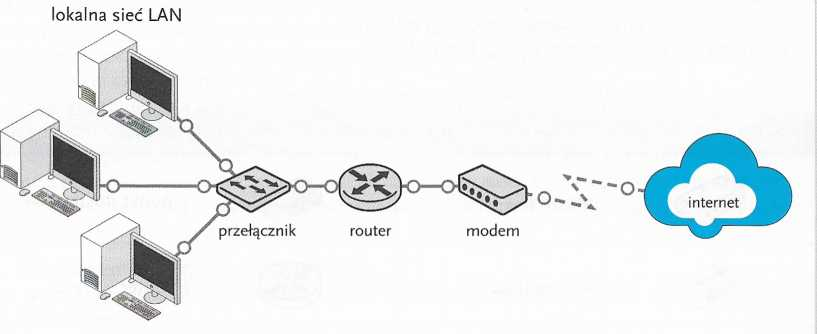 lokalna sieć LAN
przełącznik
router
modem
internet